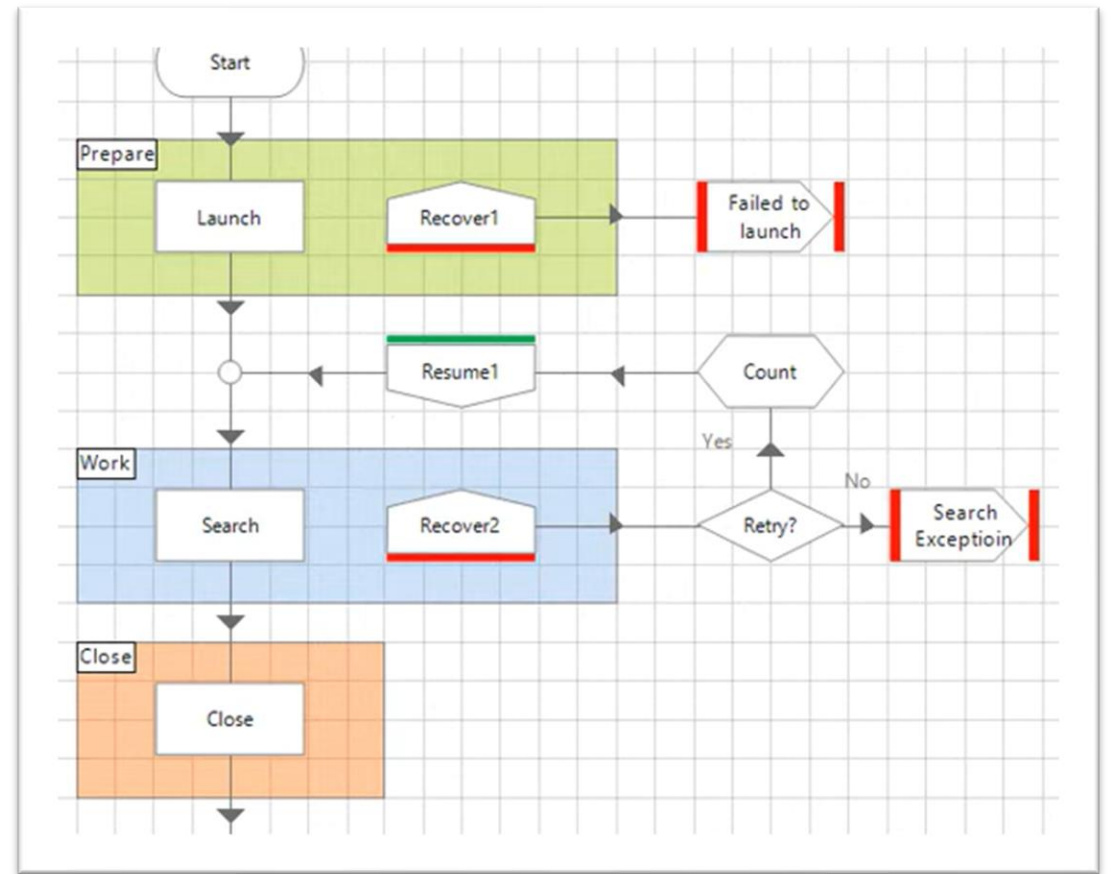 Start
Prepare
Launch
Recover1
Failed to
launch
Resume1
Count
Yes
Work
No
Search
Recover2
Retry?
Search
Exceptioin
Close
Close